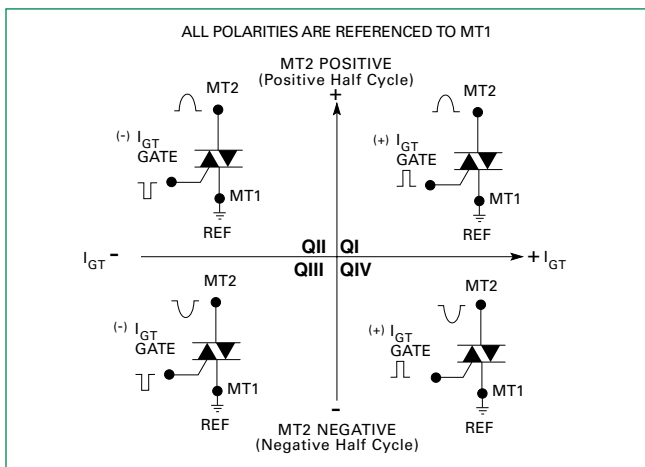 ALL POLARITIES ARE REFERENCED TO MT1
MT2 POSITIVE
(Positive Half Cycle)
+
MT2
(-) IGT
GATE
MT1
REF
MT2
(+) IGT
GATE
MT1
REF
IGT -
QII QI
QIII QIV
+ IGT
MT2
(-) IGT
GATE
MT1
REF
MT2
(+) IGT
GATE
MT1
REF
-
MT2 NEGATIVE
(Negative Half Cycle)